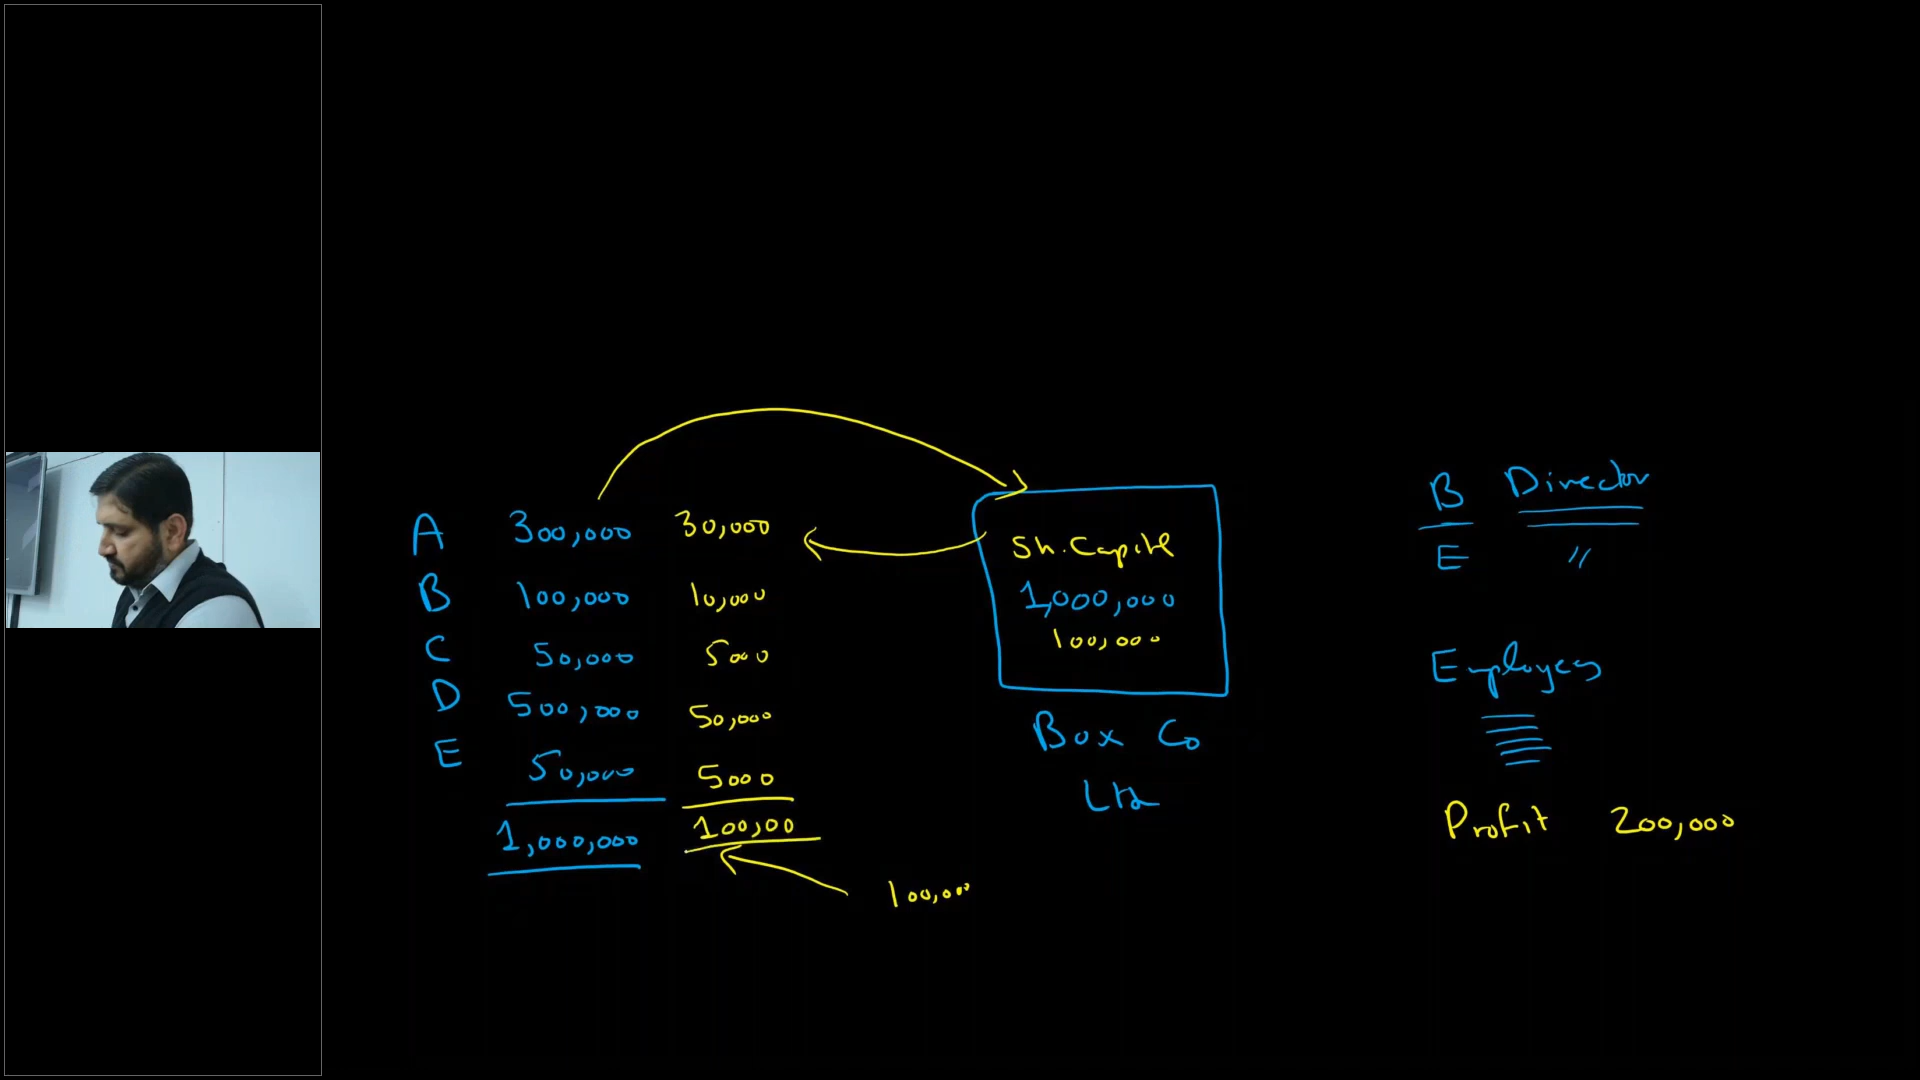 A 300,000 30,000
B 100,000 10,000
C 50,000 5000
D 500,000 50,000
E 50,000 5000
1,000,000 100,00
100,000
Sh. Capital
1,000,000
100,000
Box Co
Ltd
B Director
E "
Employees
Profit 200,000